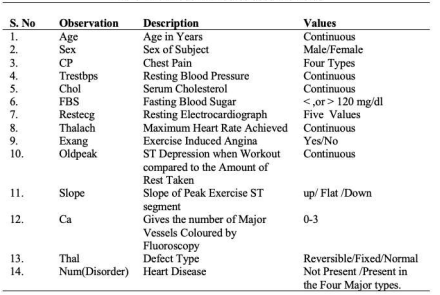 S. No Observation Description Values
1. Age Age in Years Continuous
2. Sex Sex of Subject Male/Female
3. CP Chest Pain Four Types
4. Trestbps Resting Blood Pressure Continuous
5. Chol Serum Cholesterol Continuous
6. FBS Fasting Blood Sugar < ,or > 120 mg/dl
7. Restecg Resting Electrocardiograph Five Values
8. Thalach Maximum Heart Rate Achieved Continuous
9. Exang Exercise Induced Angina Yes/No
10. Oldpeak ST Depression when Workout Continuous
compared to the Amount of
Rest Taken
11. Slope Slope of Peak Exercise ST up/ Flat /Down
segment
12. Ca Gives the number of Major 0-3
Vessels Coloured by
Fluoroscopy
13. Thal Defect Type Reversible/Fixed/Normal
14. Num(Disorder) Heart Disease Not Present /Present in
the Four Major types.